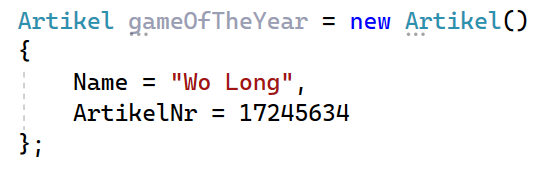 Artikel gameOfTheYear = new Artikel()
{
    Name = "Wo Long",
    ArtikelNr = 17245634
};